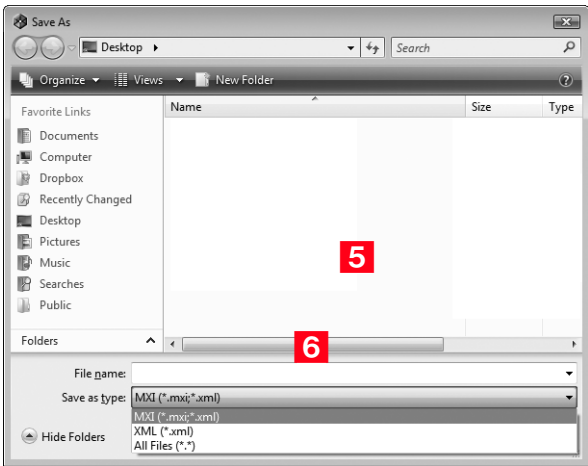 Save As
Desktop
Search
Organize Views New Folder
Favorite Links
Name Size Type
Documents
Computer
Dropbox
Recently Changed
Desktop
Pictures
Music
Searches
Public
5
Folders
6
File name:
Save as type: MXI (*.mxi;*.xml)
MXI (*.mxi;*.xml)
XML (*.xml)
All Files (*.*)
Hide Folders